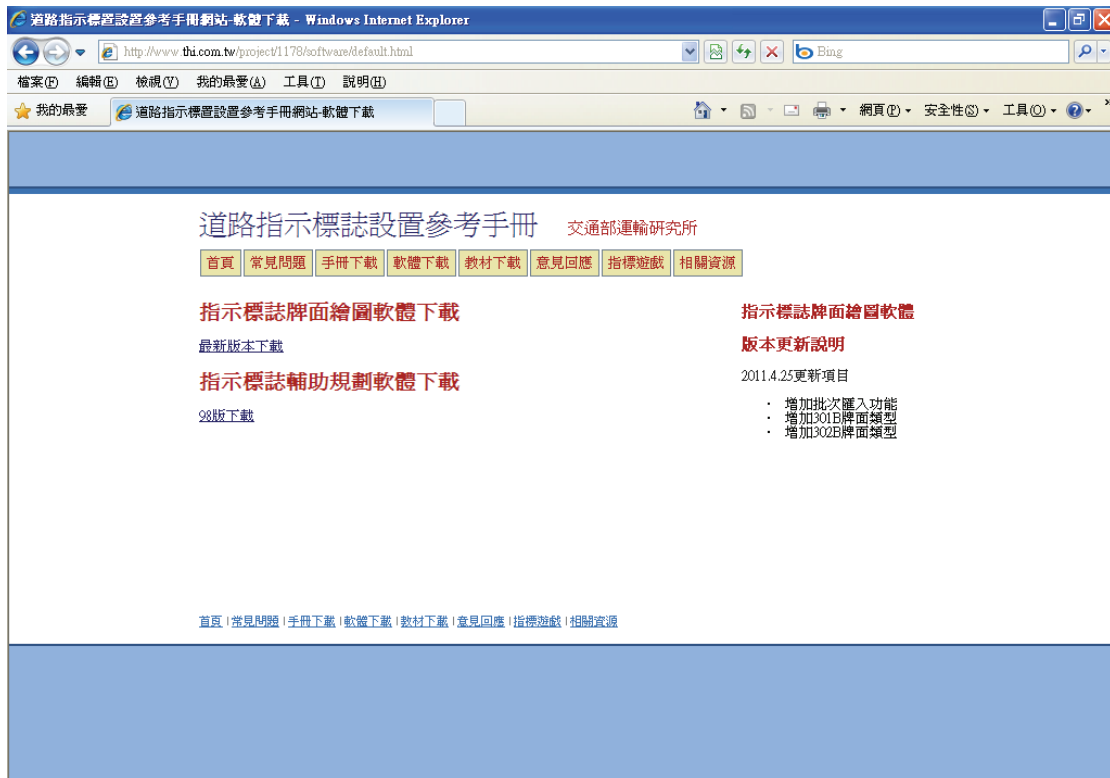 道路指示標置設置參考手冊網站-軟體下載 - Windows Internet Explorer
http://www.thi.com.tw/project/1178/software/default.html
Bing
檔案(F) 編輯(E) 檢視(V) 我的最愛(A) 工具(T) 說明(H)
我的最愛 道路指示標置設置參考手冊網站-軟體下載 網頁(P) 安全性(S) 工具(O)
道路指示標誌設置參考手冊 交通部運輸研究所
首頁 常見問題 手冊下載 軟體下載 教材下載 意見回應 指標遊戲 相關資源
指示標誌牌面繪圖軟體下載
最新版本下載
指示標誌輔助規劃軟體下載
98版下載
指示標誌牌面繪圖軟體
版本更新說明
2011.4.25更新項目
· 增加批次匯入功能
· 增加301B牌面類型
· 增加302B牌面類型
首頁 | 常見問題 | 手冊下載 | 軟體下載 | 教材下載 | 意見回應 | 指標遊戲 | 相關資源